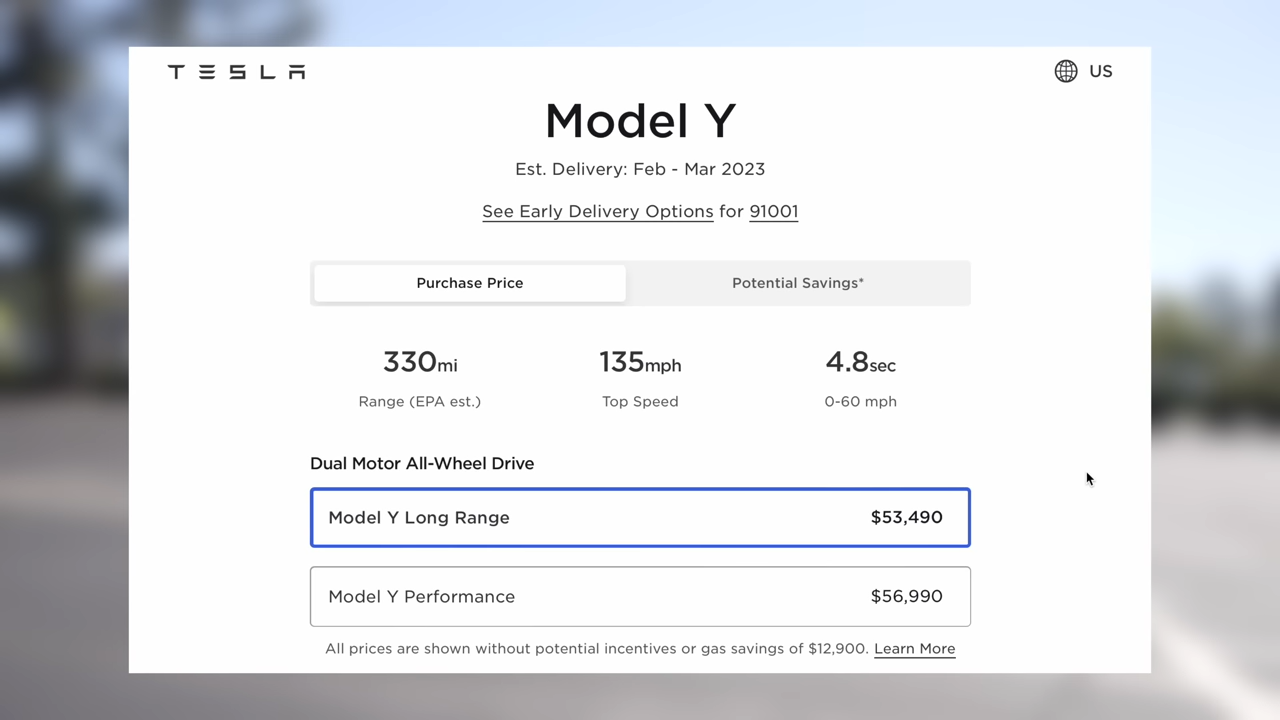 TESLA
US
Model Y
Est. Delivery: Feb - Mar 2023
See Early Delivery Options for 91001
Purchase Price
Potential Savings*
330mi
135mph
4.8sec
Range (EPA est.)
Top Speed
0-60 mph
Dual Motor All-Wheel Drive
Model Y Long Range
$53,490
Model Y Performance
$56,990
All prices are shown without potential incentives or gas savings of $12,900. Learn More